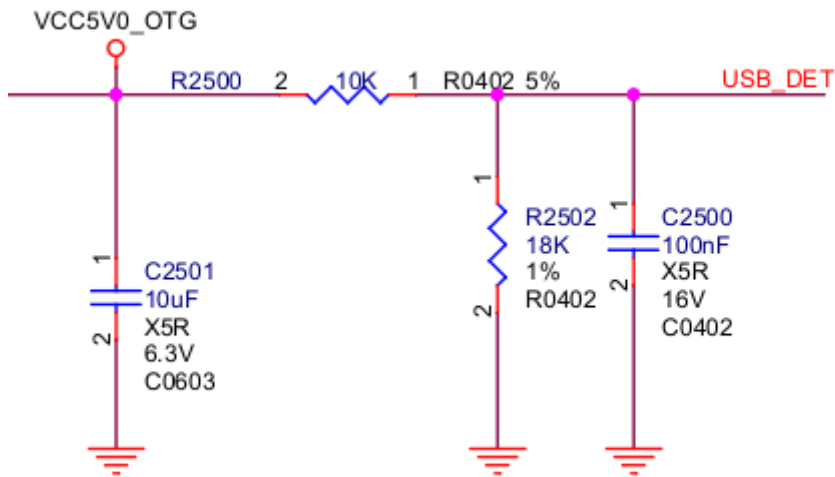 VCC5V0_OTG
R2500 2 10K 1 R0402 5% USB_DET
1
C2501
10uF
X5R
6.3V
C0603
2
1
R2502
18K
1%
R0402
2
1
C2500
100nF
X5R
16V
C0402
2